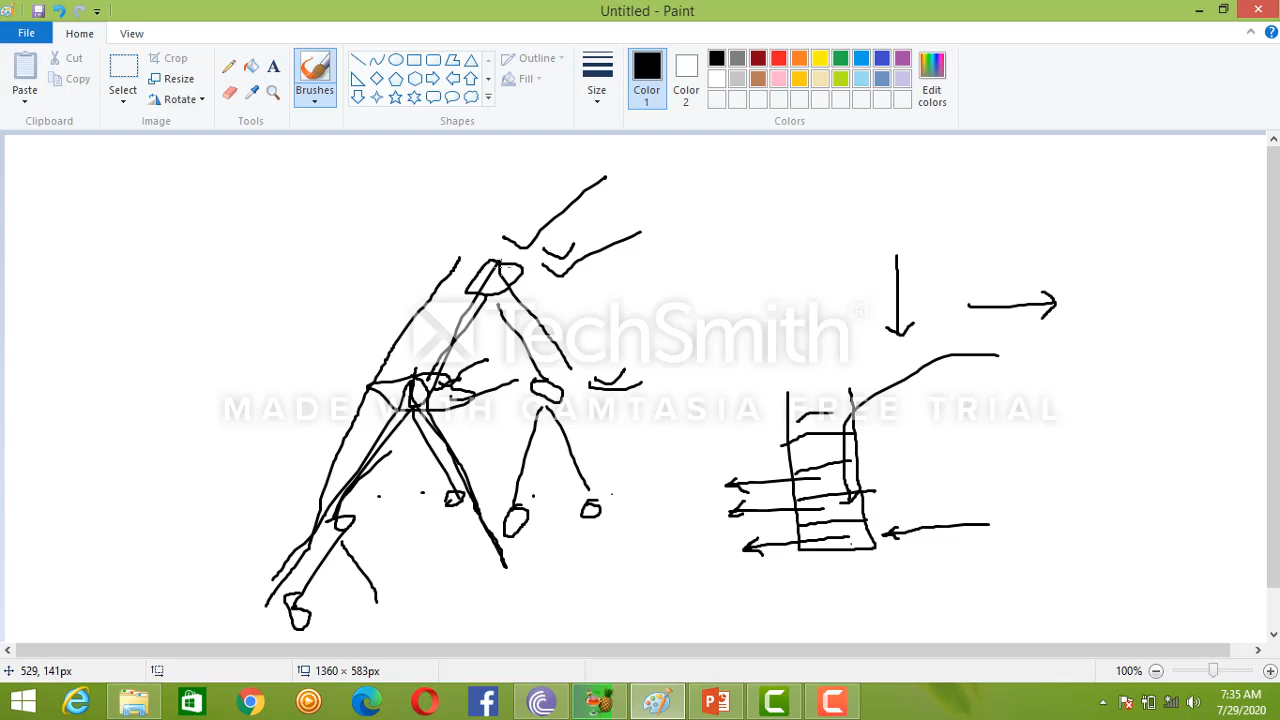 Untitled - Paint
File
Home
View
Paste
Cut
Copy
Clipboard
Select
Crop
Resize
Rotate
Image
A
Tools
Brushes
Outline
Fill
Shapes
Size
Color 1
Color 2
Edit colors
Colors
TechSmith®
MADE WITH CAMTASIA FREE TRIAL
529, 141px
1360 × 583px
100%
7:35 AM
7/29/2020